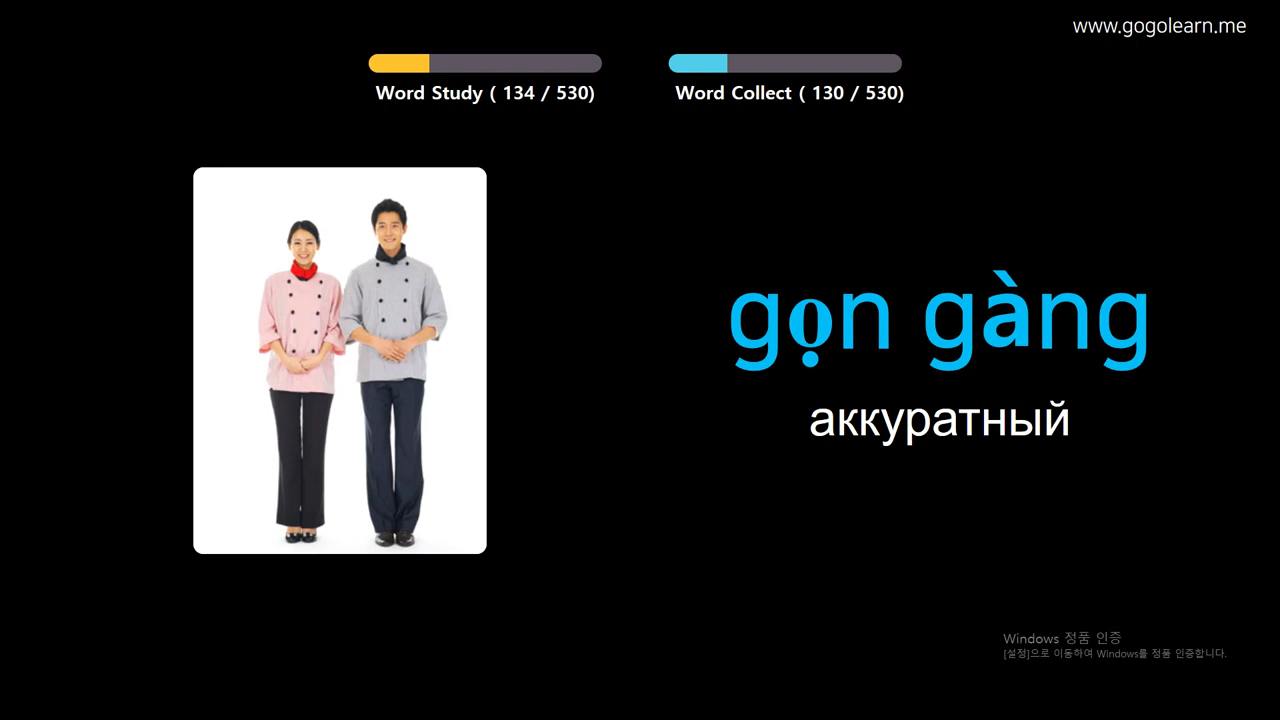 www.gogolearn.me
Word Study ( 134 / 530)
Word Collect ( 130 / 530)
gọn gàng
аккуратный
Windows 정품 인증
[설정]으로 이동하여 Windows를 정품 인증합니다.